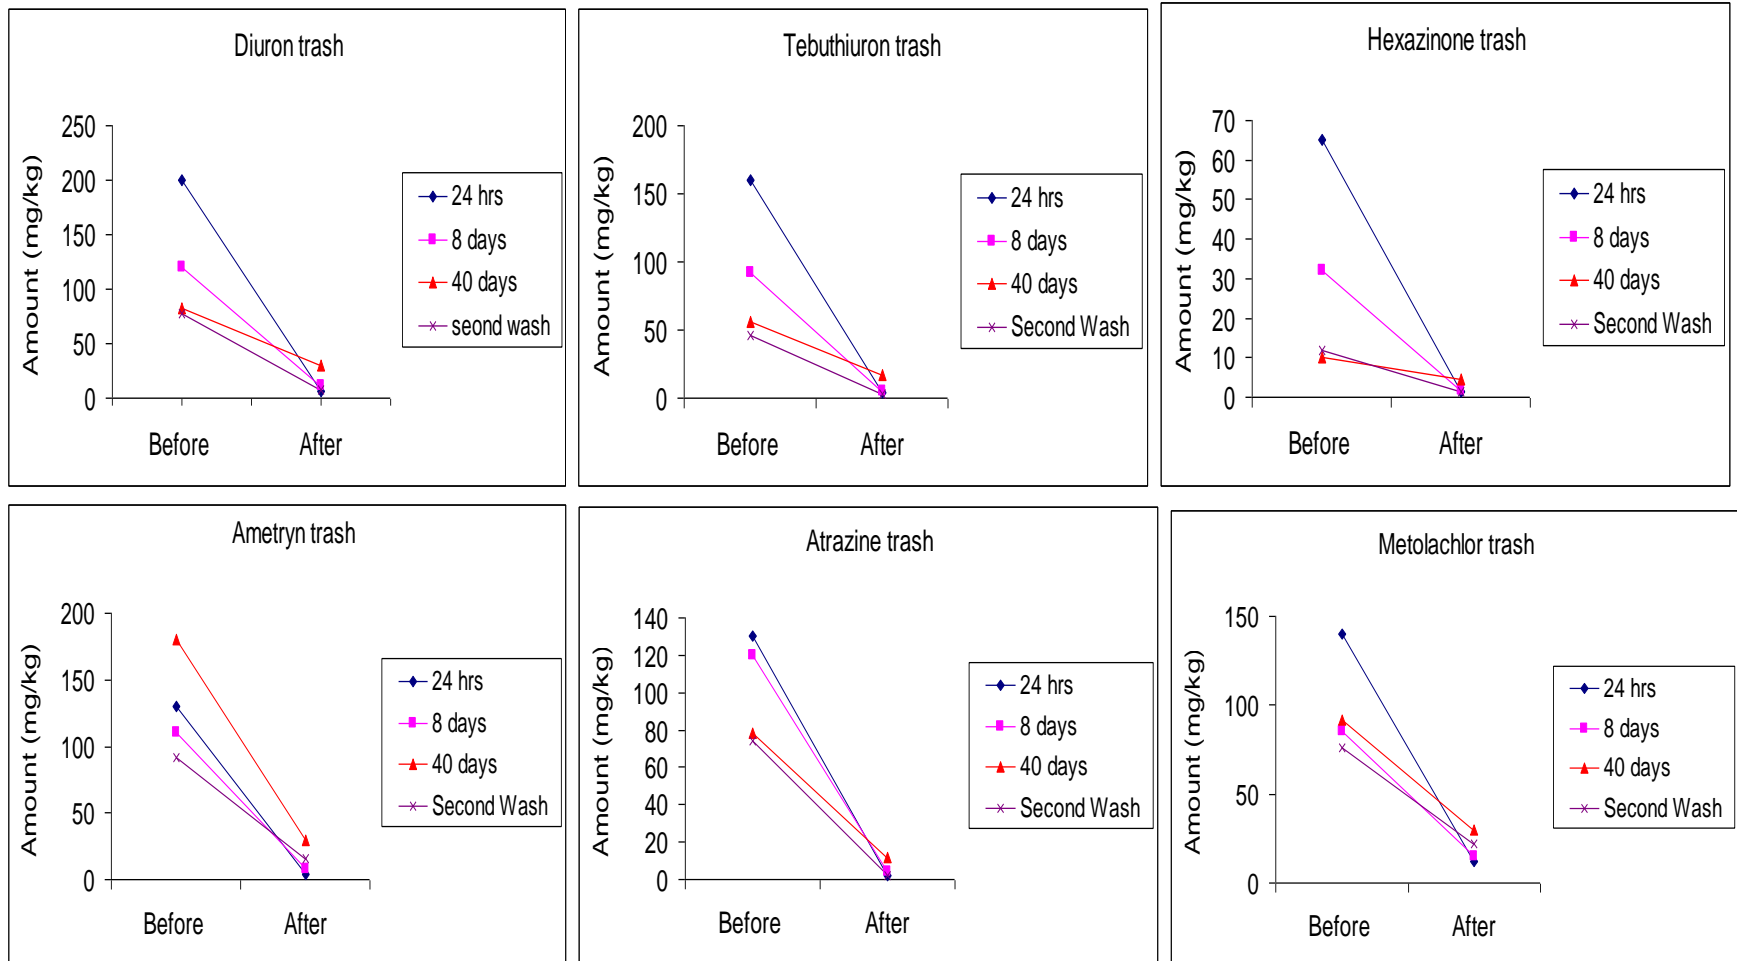 Diuron trash
250
200
150
100
50
0
Amount (mg/kg)
Before After
24 hrs
8 days
40 days
seond wash
Tebuthiuron trash
200
150
100
50
0
Amount (mg/kg)
Before After
24 hrs
8 days
40 days
Second Wash
Hexazinone trash
70
60
50
40
30
20
10
0
Amount (mg/kg)
Before After
24 hrs
8 days
40 days
Second Wash
Ametryn trash
200
150
100
50
0
Amount (mg/kg)
Before After
24 hrs
8 days
40 days
Second Wash
Atrazine trash
140
120
100
80
60
40
20
0
Amount (mg/kg)
Before After
24 hrs
8 days
40 days
Second Wash
Metolachlor trash
150
100
50
0
Amount (mg/kg)
Before After
24 hrs
8 days
40 days
Second Wash